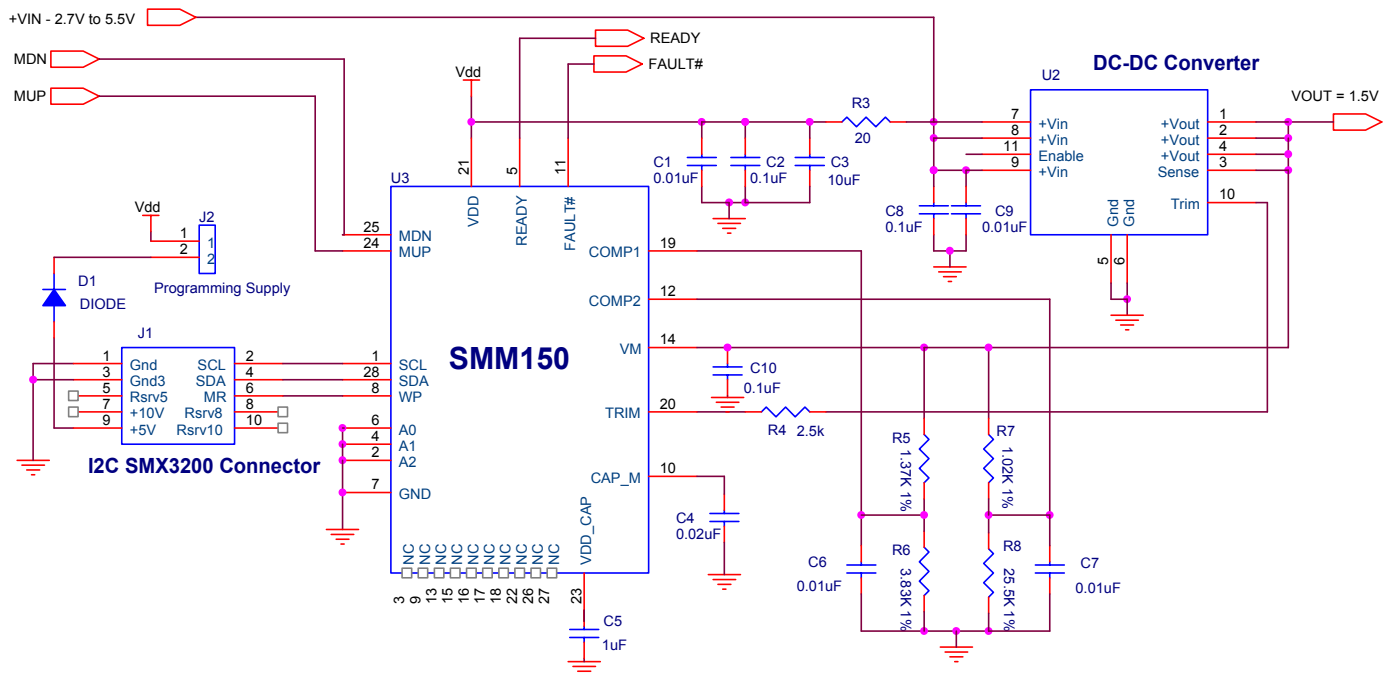 +VIN - 2.7V to 5.5V
MDN
MUP
READY
FAULT#
Vdd
DC-DC Converter
U2
VOUT = 1.5V
R3
20
7 +Vin
8 +Vin
11 Enable
9 +Vin
+Vout 1
+Vout 2
+Vout 4
Sense 3
Trim 10
Gnd
Gnd
5
6
C1
0.01uF
C2
0.1uF
C3
10uF
C8
0.1uF
C9
0.01uF
U3
21
5
11
VDD
READY
FAULT#
25 MDN
24 MUP
1 SCL
28 SDA
8 WP
6 A0
4 A1
2 A2
7 GND
SMM150
COMP1 19
COMP2 12
VM 14
TRIM 20
CAP_M 10
VDD_CAP
23
NC NC NC NC NC NC NC NC NC NC
3 9 13 15 16 17 18 22 26 27
Vdd
J2
1 1
2 2
Programming Supply
D1
DIODE
J1
1 Gnd SCL 2
3 Gnd3 SDA 4
5 Rsrv5 MR 6
7 +10V Rsrv8 8
9 +5V Rsrv10 10
I2C SMX3200 Connector
C10
0.1uF
R4 2.5k
C4
0.02uF
C5
1uF
R5
1.37K 1%
R7
1.02K 1%
C6
0.01uF
R6
3.83K 1%
R8
25.5K 1%
C7
0.01uF